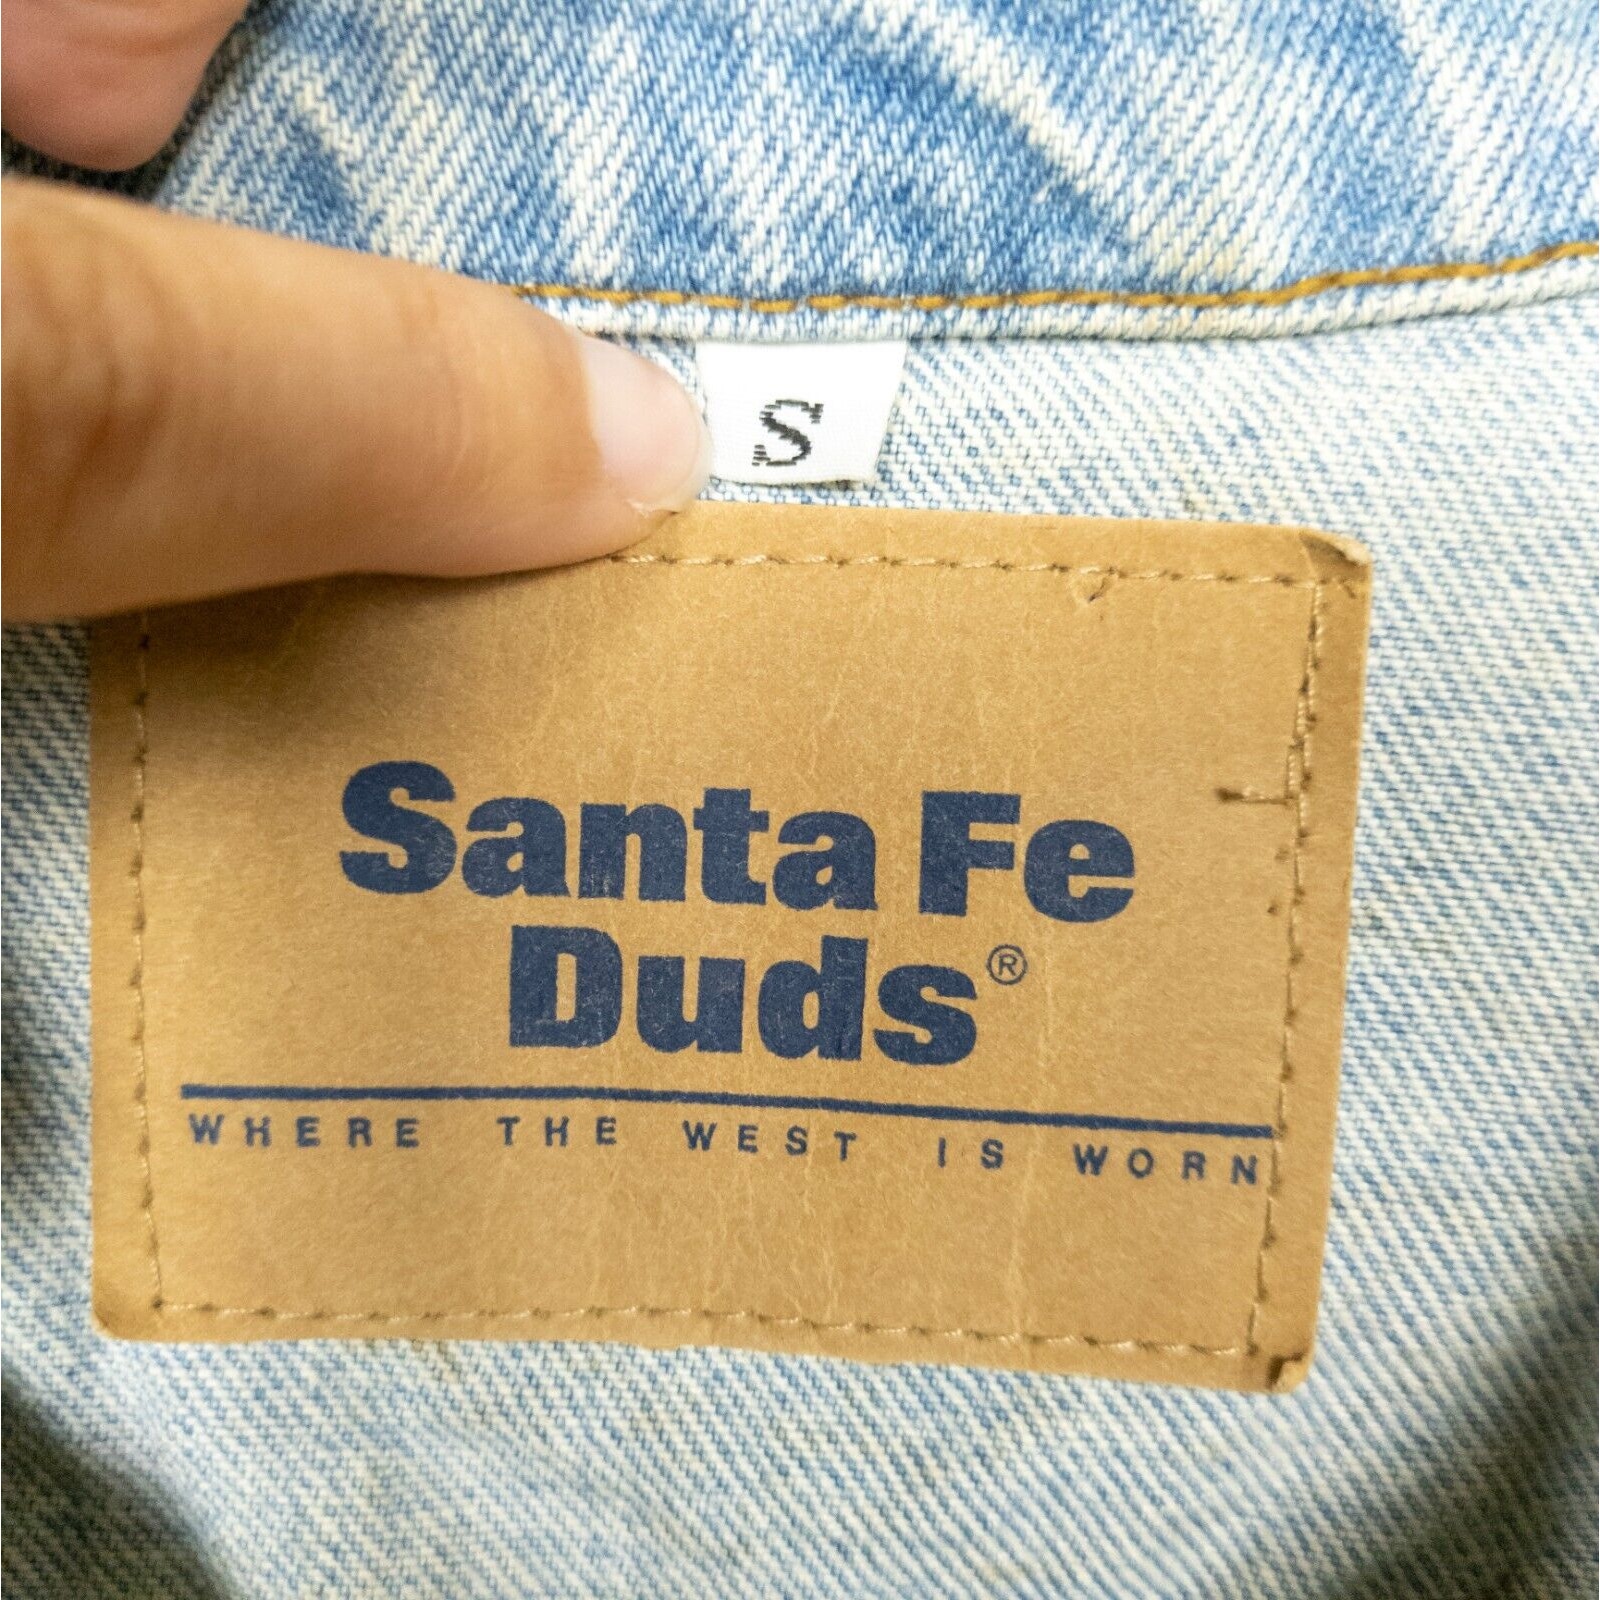 S
Santa Fe
Duds®
WHERE THE WEST IS WORN